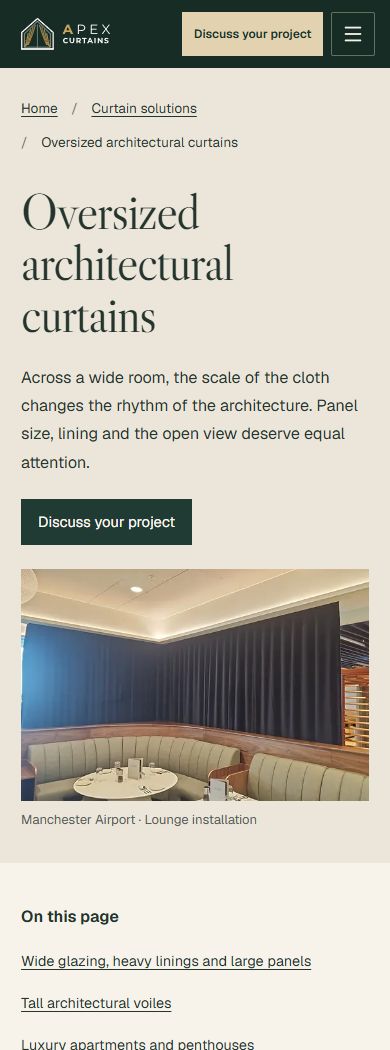 APEX
CURTAINS
Discuss your project
Home / Curtain solutions
/ Oversized architectural curtains
Oversized
architectural
curtains
Across a wide room, the scale of the cloth
changes the rhythm of the architecture. Panel
size, lining and the open view deserve equal
attention.
Discuss your project
Manchester Airport · Lounge installation
On this page
Wide glazing, heavy linings and large panels
Tall architectural voiles
Luxury apartments and penthouses